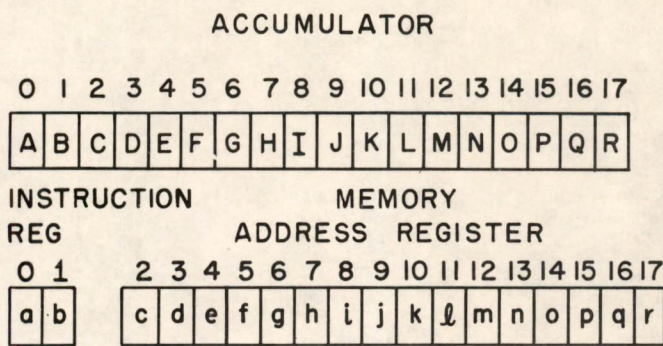 ACCUMULATOR
0 1 2 3 4 5 6 7 8 9 10 11 12 13 14 15 16 17
A B C D E F G H I J K L M N O P Q R
INSTRUCTION MEMORY
REG ADDRESS REGISTER
0 1 2 3 4 5 6 7 8 9 10 11 12 13 14 15 16 17
a b c d e f g h i j k l m n o p q r